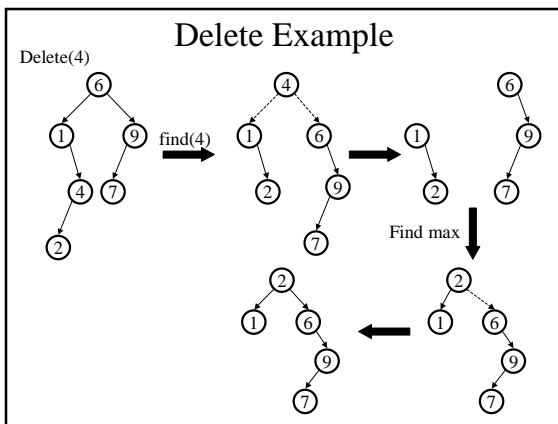 Delete Example
Delete(4)
6 4 6
1 9 find(4) 1 6 1 9
4 7 2 9 2 7
2 7
Find max
2 2
1 6 1 6
9 9
7 7